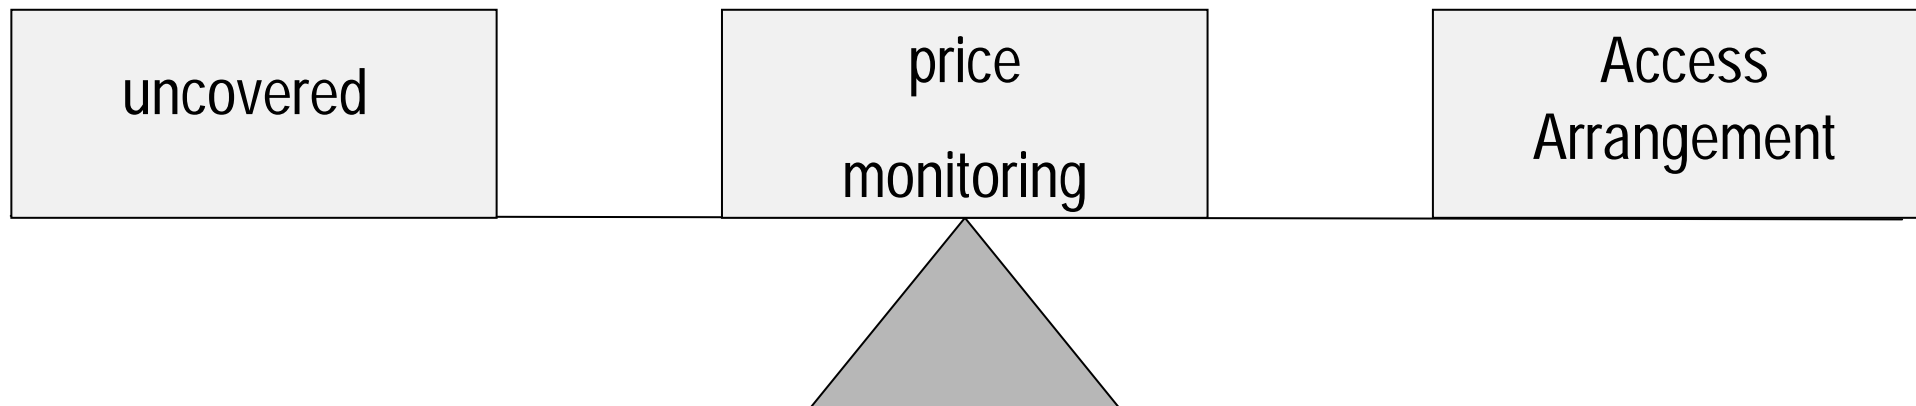 uncovered
price
monitoring
Access
Arrangement